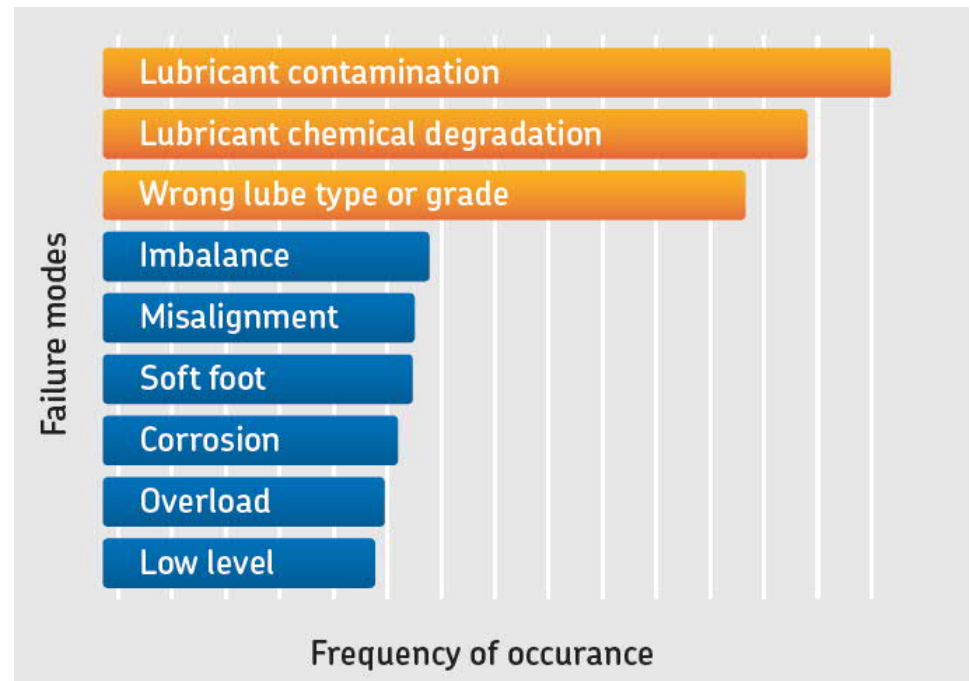 Lubricant contamination
Lubricant chemical degradation
Wrong lube type or grade
Imbalance
Misalignment
Soft foot
Corrosion
Overload
Low level
Failure modes
Frequency of occurance